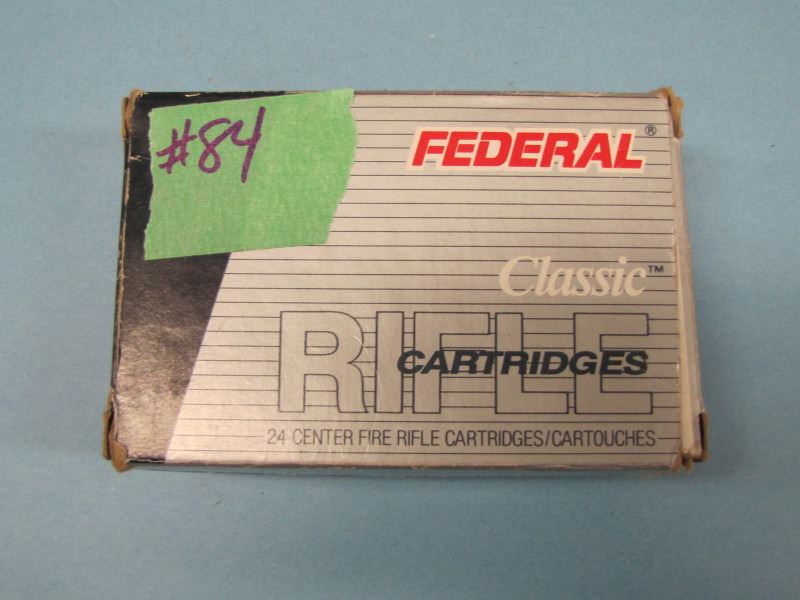 #84
FEDERAL®
Classic™
RIFLE
CARTRIDGES
24 CENTER FIRE RIFLE CARTRIDGES/CARTOUCHES